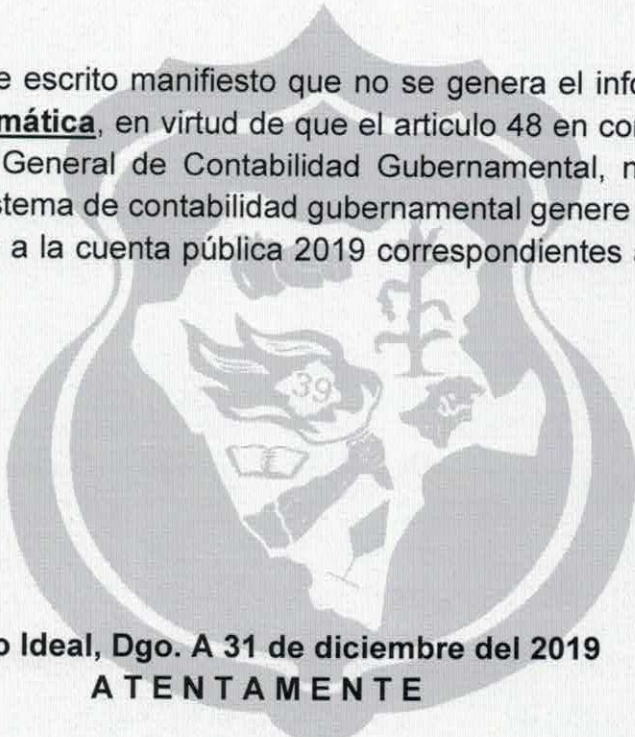 e escrito manifiesto que no se genera el info
mática, en virtud de que el articulo 48 en cor
General de Contabilidad Gubernamental, n
stema de contabilidad gubernamental genere
a la cuenta pública 2019 correspondientes
39
o Ideal, Dgo. A 31 de diciembre del 2019
A T E N T A M E N T E